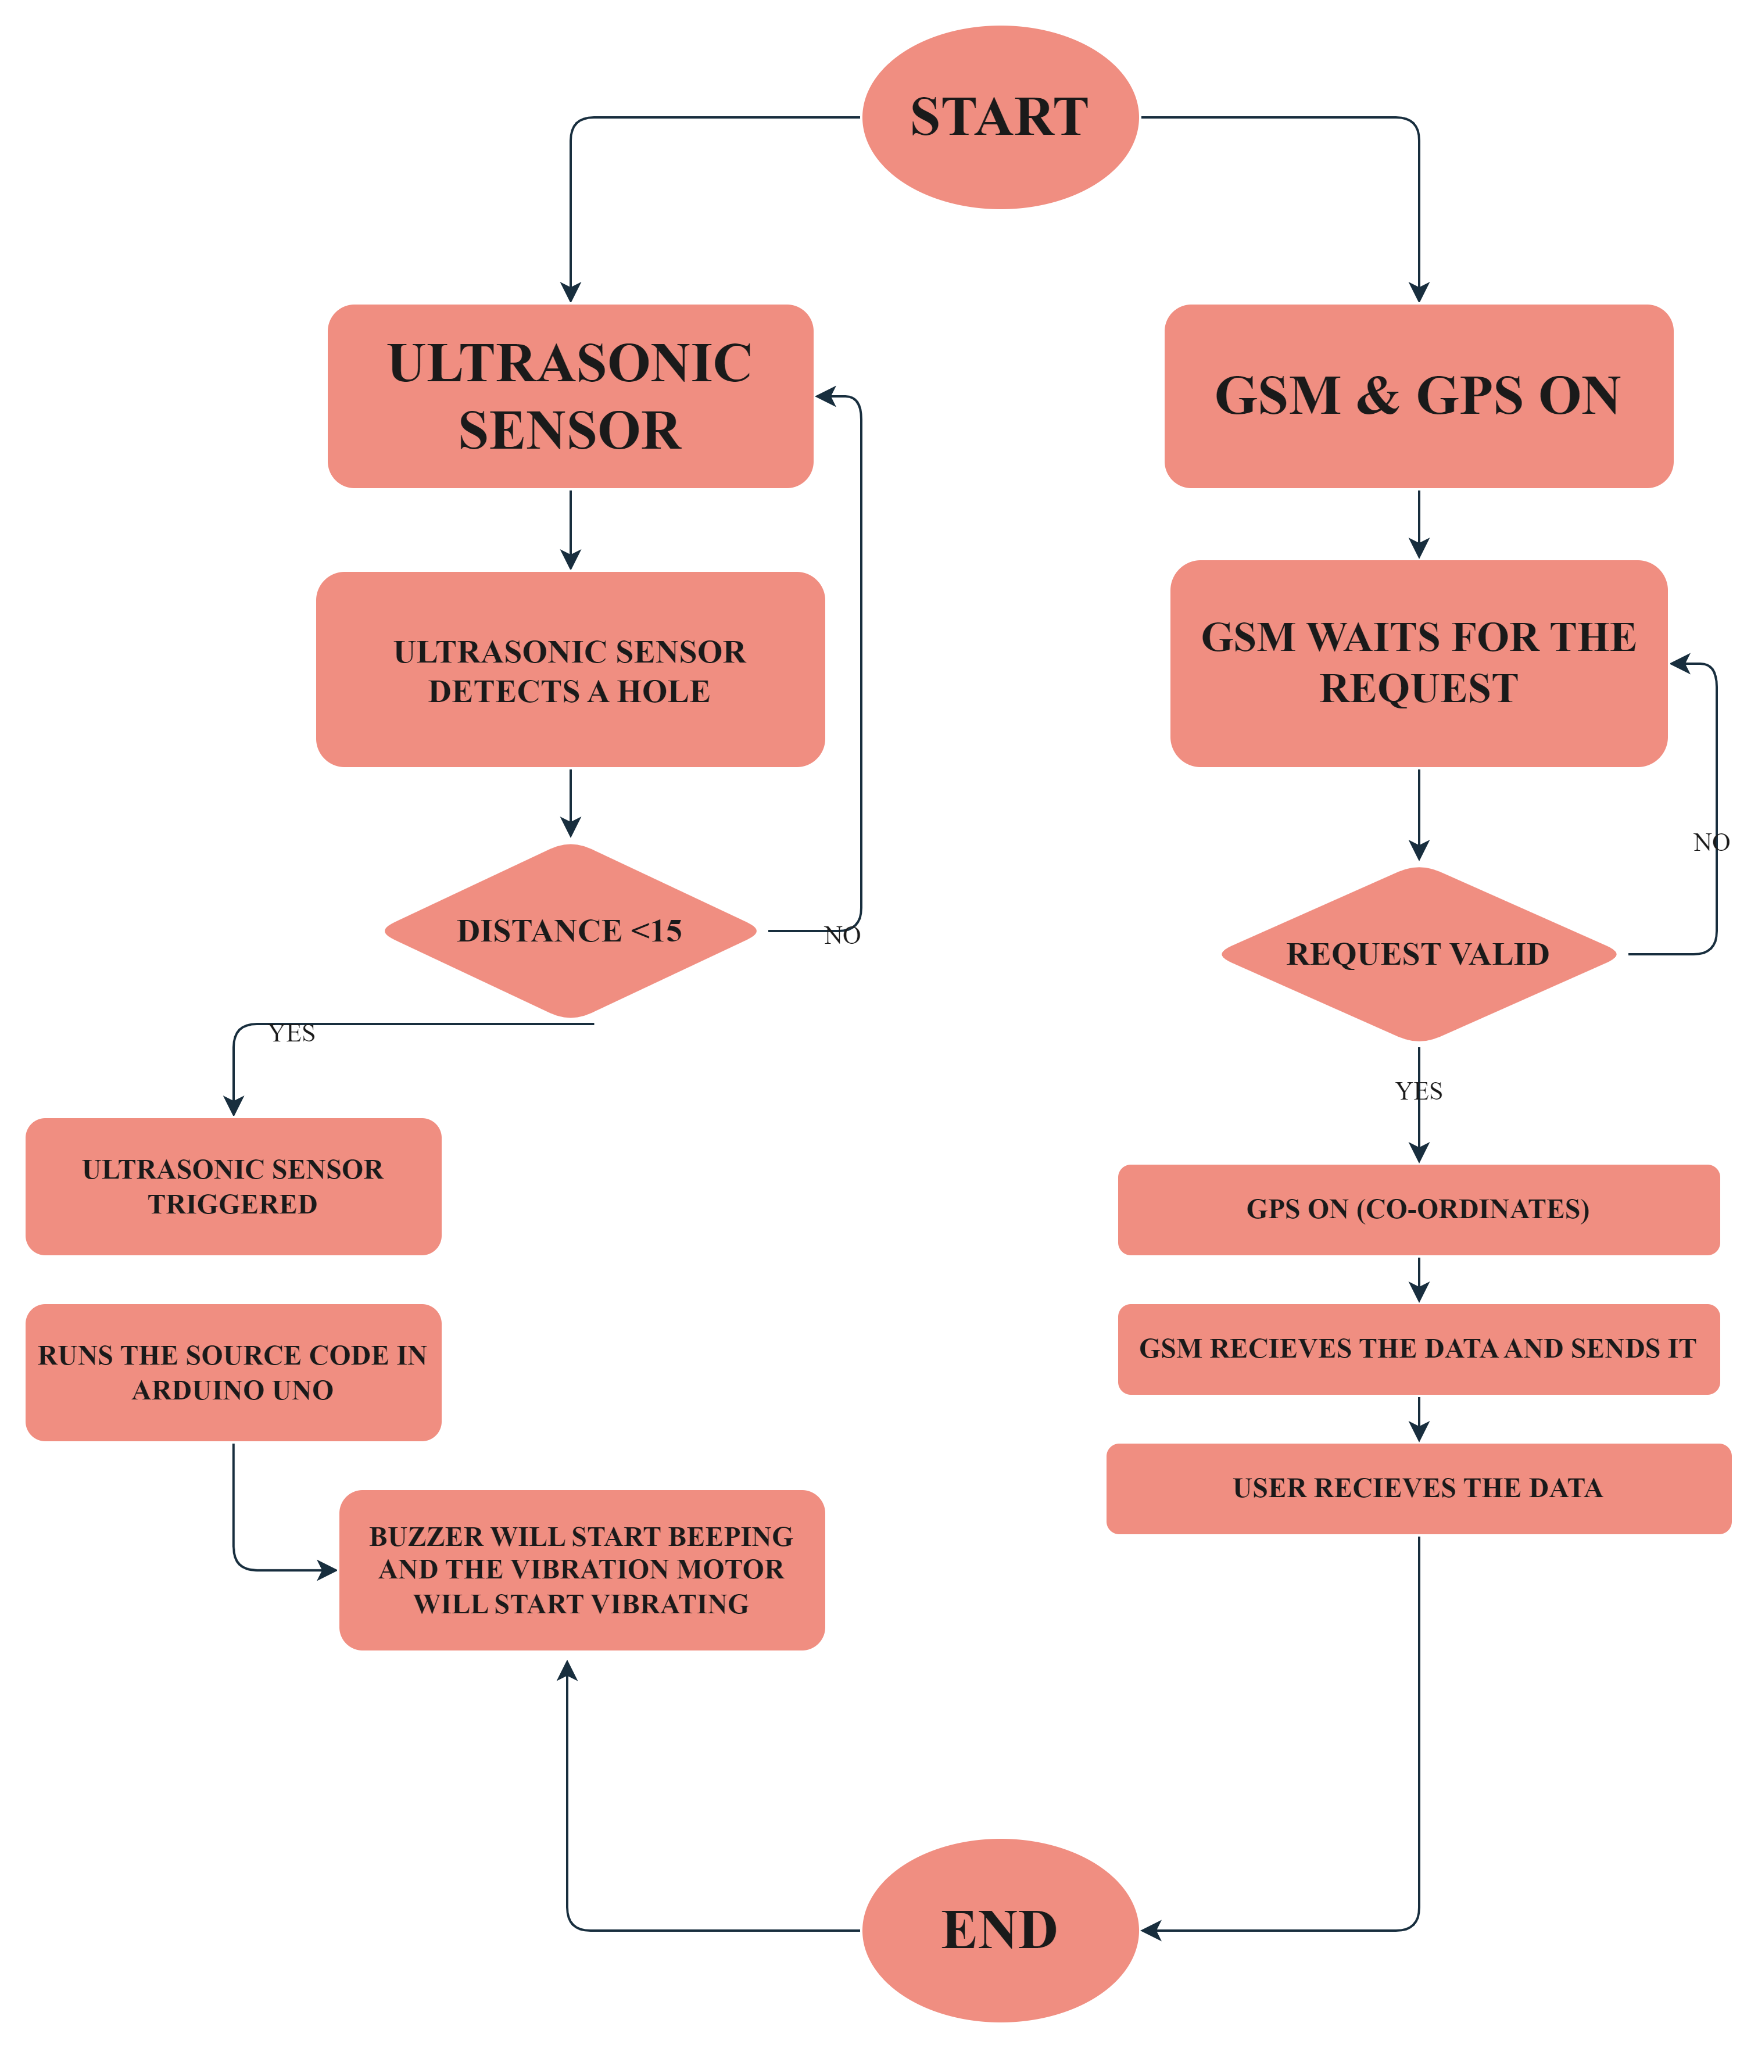 START
ULTRASONIC
SENSOR
ULTRASONIC SENSOR
DETECTS A HOLE
DISTANCE <15
NO
YES
ULTRASONIC SENSOR
TRIGGERED
RUNS THE SOURCE CODE IN
ARDUINO UNO
BUZZER WILL START BEEPING
AND THE VIBRATION MOTOR
WILL START VIBRATING
GSM & GPS ON
GSM WAITS FOR THE
REQUEST
NO
REQUEST VALID
YES
GPS ON (CO-ORDINATES)
GSM RECIEVES THE DATA AND SENDS IT
USER RECIEVES THE DATA
END